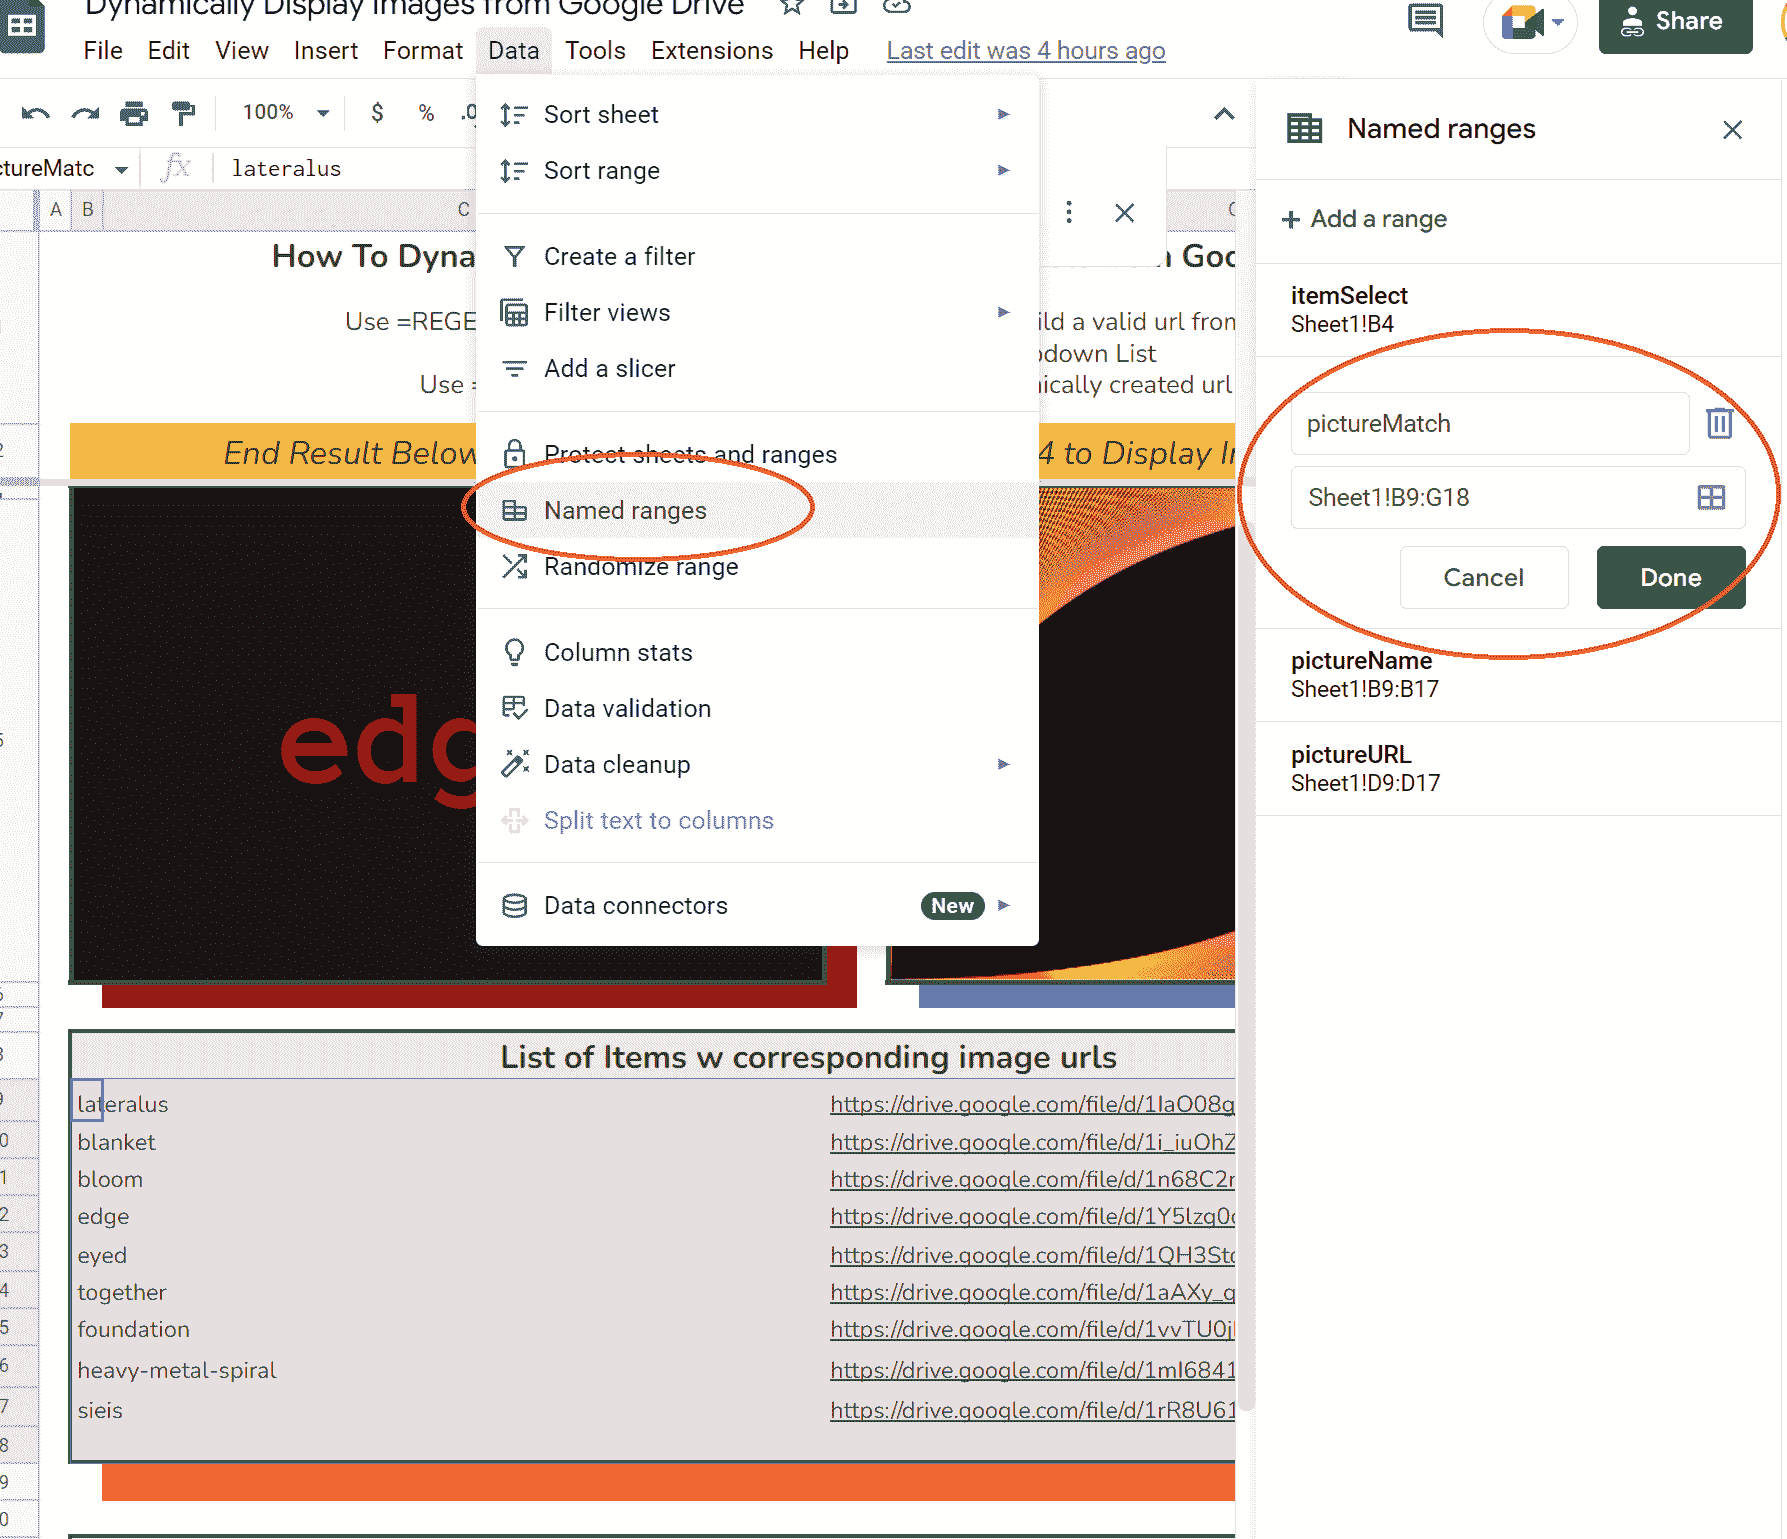 Dynamically Display Images from Google Drive
File Edit View Insert Format Data Tools Extensions Help Last edit was 4 hours ago
Share
100% $ % .0
ctureMatc fx lateralus
A B C
How To Dyna
Use =REGE
ild a valid url from
down List
Use =
ically created url
End Result Below
4 to Display
edg
Sort sheet
Sort range
Create a filter
Filter views
Add a slicer
Protect sheets and ranges
Named ranges
Randomize range
Column stats
Data validation
Data cleanup
Split text to columns
Data connectors New
List of Items w corresponding image urls
lateralus https://drive.google.com/file/d/1IaO08g
blanket https://drive.google.com/file/d/1i_iuOhZ
bloom https://drive.google.com/file/d/1n68C2r
edge https://drive.google.com/file/d/1Y5lzq0
eyed https://drive.google.com/file/d/1QH3Sto
together https://drive.google.com/file/d/1aAXy_q
foundation https://drive.google.com/file/d/1vvTU0j
heavy-metal-spiral https://drive.google.com/file/d/1mI6841
sieis https://drive.google.com/file/d/1rR8U61
Named ranges
+ Add a range
itemSelect
Sheet1!B4
pictureMatch
Sheet1!B9:G18
Cancel Done
pictureName
Sheet1!B9:B17
pictureURL
Sheet1!D9:D17